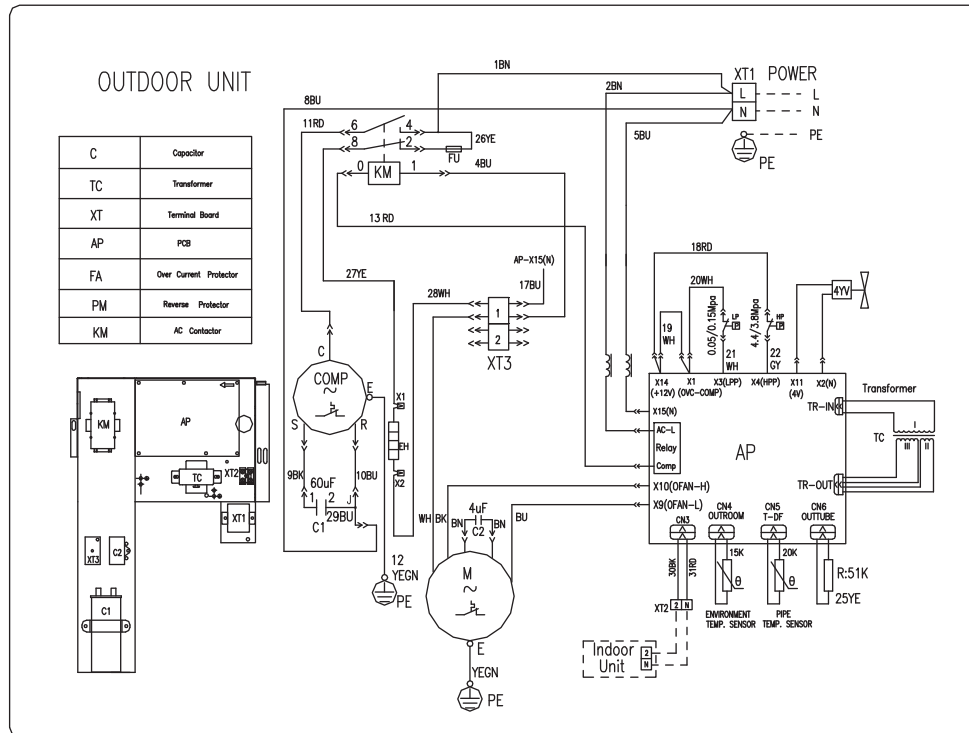 OUTDOOR UNIT
C Capacitor
TC Transformer
XT Terminal Board
AP PCB
FA Over Current Protector
PM Reverse Protector
KM AC Contactor
KM
AP
TC
XT2
XT1
XT3
C2
C1
1BN
2BN
XT1 POWER
L L
N N
PE
PE
8BU
11RD
6 4
8 2
26YE
FU
5BU
0 KM 1
4BU
13 RD
27YE
28WH
AP-X15(N)
17BU
1
2
XT3
C
COMP
~
E
S R
X1
EH
X2
9BK
60uF
10BU
1 2
J
C1
29BU
12
YEGN
PE
WH
BK
BN
4uF
C2
BN
BU
M
~
E
YEGN
PE
18RD
20WH
19
WH
0.05/0.15Mpa
LP
P
4.4/3.8Mpa
HP
P
21
WH
22
GY
4YV
X14
(+12V)
X1
(OVC-COMP)
X3(LPP)
X4(HPP)
X11
(4V)
X2(N)
X15(N)
AC-L
Relay
Comp
X10(OFAN-H)
X9(OFAN-L)
AP
TR-IN
TR-OUT
Transformer
TC
I
III
II
CN3
CN4
OUTROOM
CN5
T-DF
CN6
OUTTUBE
30BK
31RD
15K
θ
20K
θ
R:51K
25YE
XT2
2 N
ENVIRONMENT
TEMP. SENSOR
PIPE
TEMP. SENSOR
Indoor
Unit
2
N